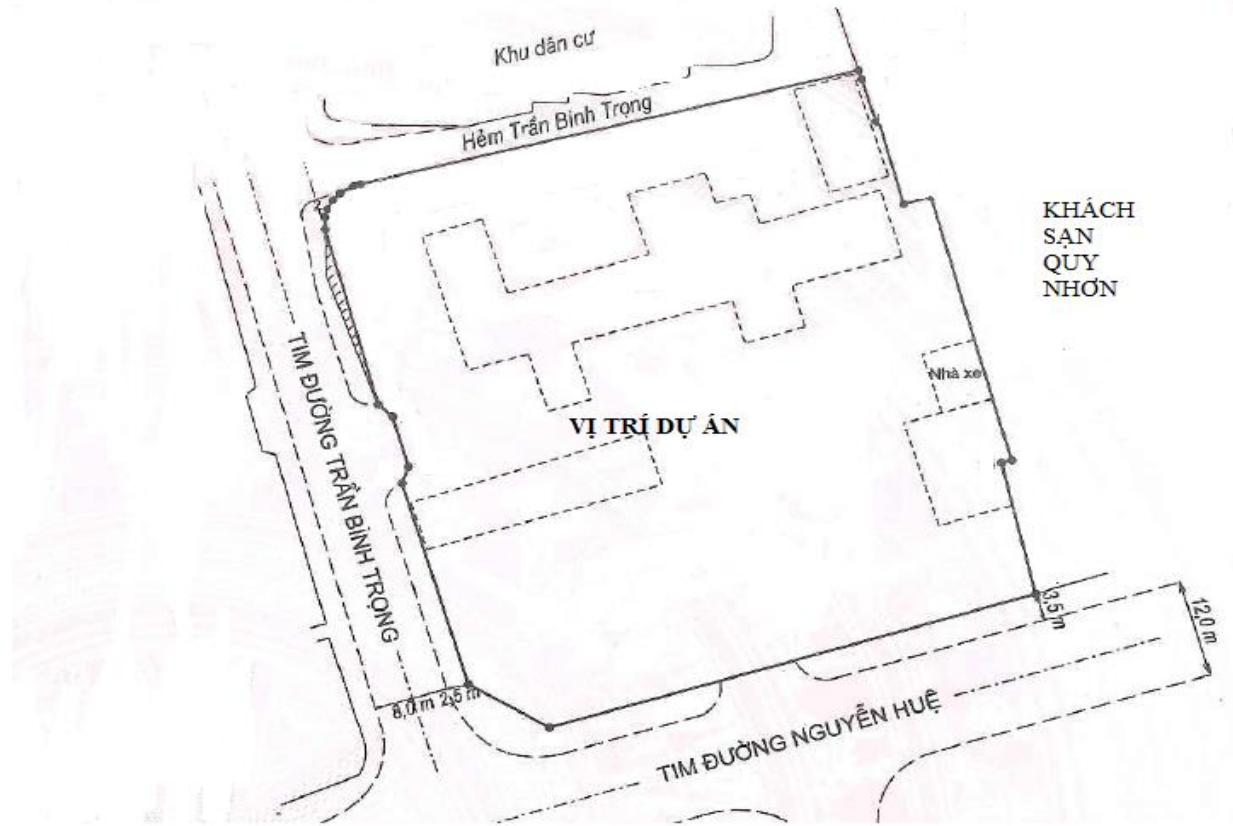 Khu dân cư
Hẻm Trần Bình Trọng
KHÁCH
SẠN
QUY
NHƠN
TIM ĐƯỜNG TRẦN BÌNH TRỌNG
Nhà xe
VỊ TRÍ DỰ ÁN
3,5 m
12,0 m
8,0 m 2,5 m
TIM ĐƯỜNG NGUYỄN HUỆ